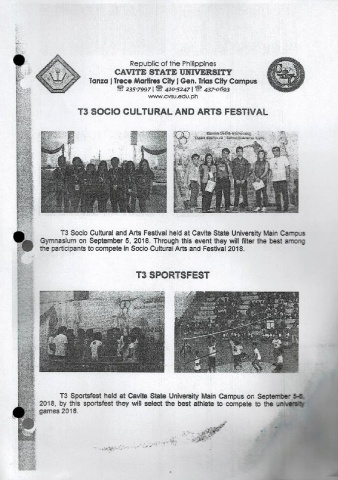 Republic of the Philippines
CAVITE STATE UNIVERSITY
Tanza | Trece Martires City | Gen. Trias City Campus
☎ 235-7997 | ☎ 420-5247 | ☎ 437-0693
www.cvsu.edu.ph
T3 SOCIO CULTURAL AND ARTS FESTIVAL
T3 Socio Cultural and Arts Festival held at Cavite State University Main Campus
Gymnasium on September 5, 2018. Through this event they will filter the best among
the participants to compete in Socio Cultural Arts and Festival 2018.
T3 SPORTSFEST
T3 Sportsfest held at Cavite State University Main Campus on September 5-6,
2018, by this sportsfest they will select the best athlete to compete to the university
games 2018.